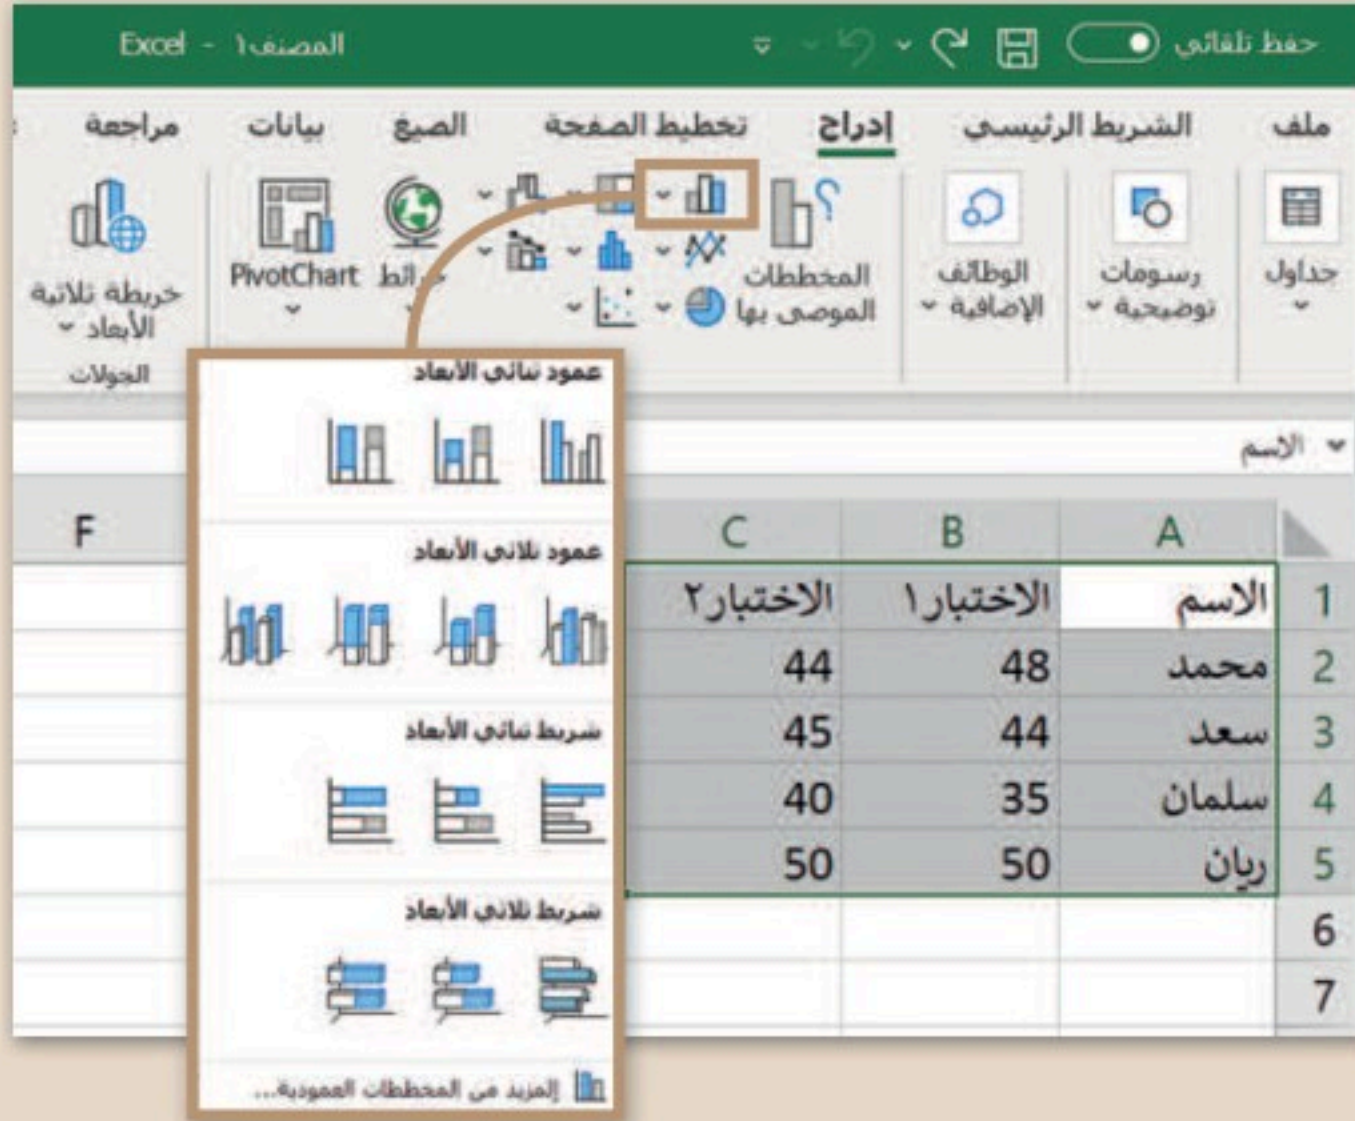 حفظ تلقائي
المصنف١ - Excel
ملف الشريط الرئيسي إدراج تخطيط الصفحة الصيغ بيانات مراجعة
جداول
رسومات توضيحية
الوظائف الإضافية
المخططات الموصى بها
PivotChart
خريطة ثلاثية الأبعاد
الجولات
الاسم
عمود ثنائي الأبعاد
عمود ثلاثي الأبعاد
شريط ثنائي الأبعاد
شريط ثلاثي الأبعاد
المزيد من المخططات العمودية...
A B C F
1 الاسم الاختبار١ الاختبار٢
2 محمد 48 44
3 سعد 44 45
4 سلمان 35 40
5 ريان 50 50
6
7